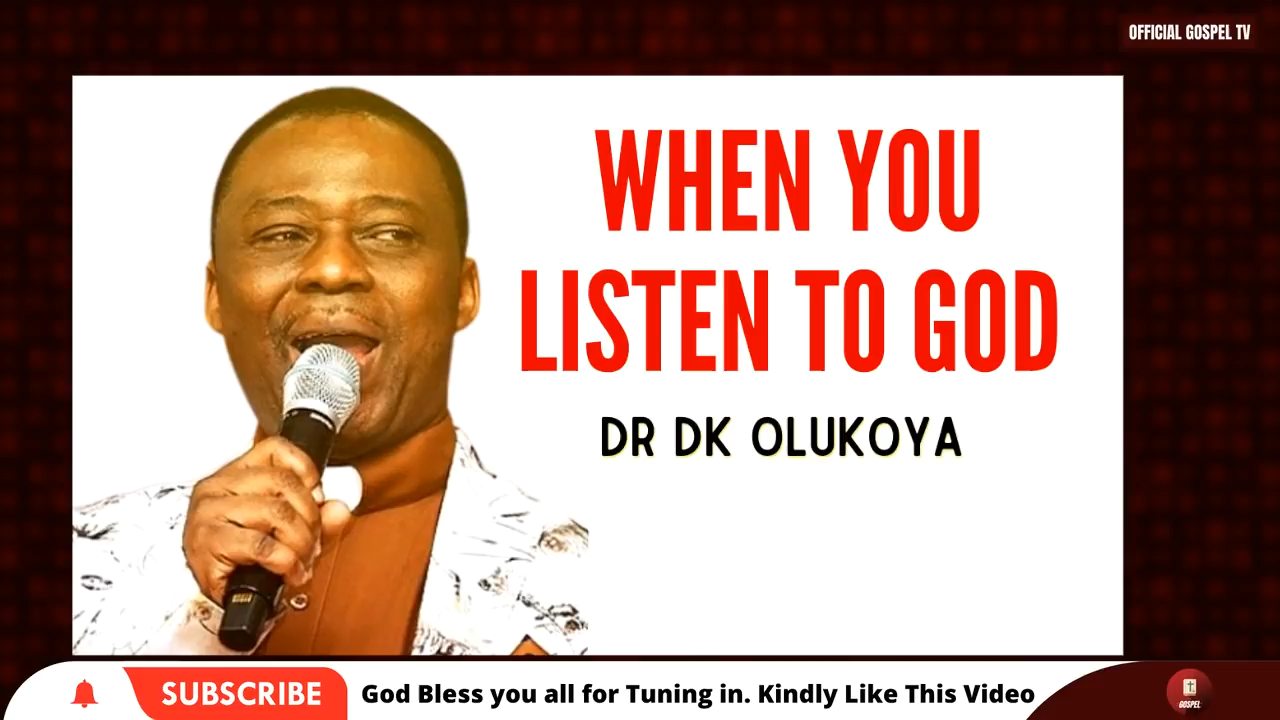 OFFICIAL GOSPEL TV
WHEN YOU
LISTEN TO GOD
DR DK OLUKOYA
SUBSCRIBE
God Bless you all for Tuning in. Kindly Like This Video
GOSPEL